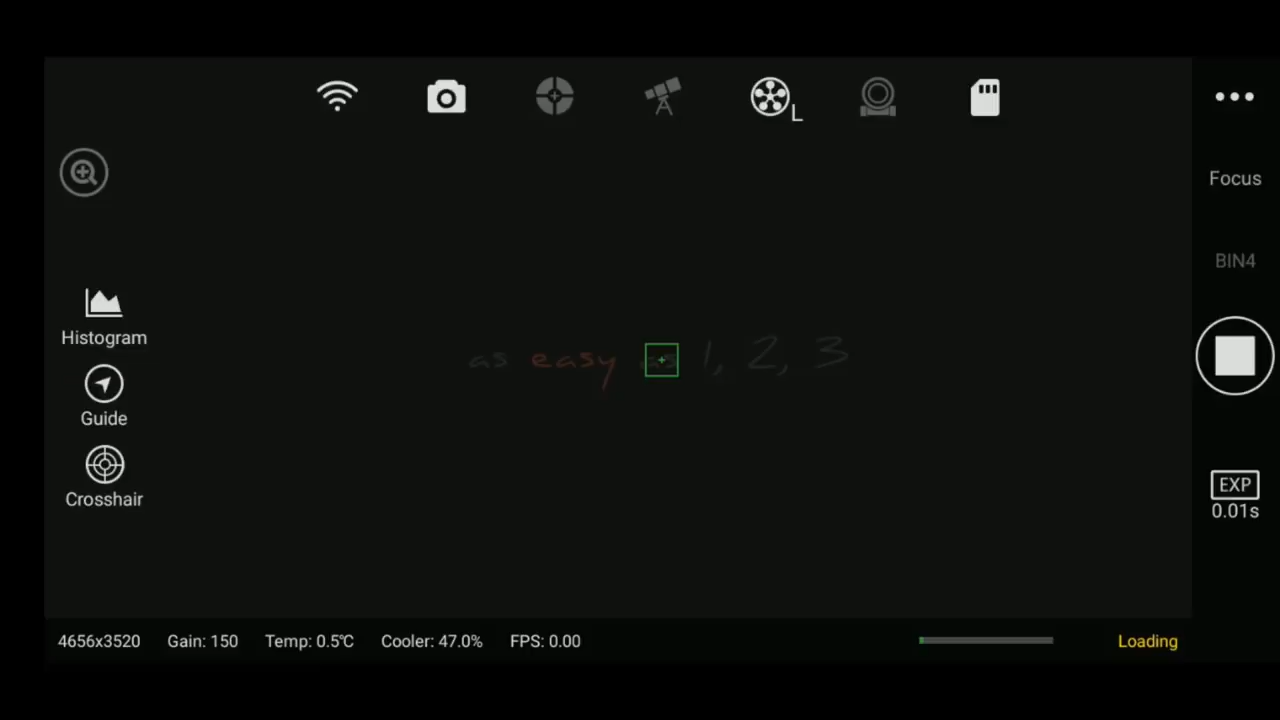 L
Focus
BIN4
Histogram
as easy as 1, 2, 3
Guide
Crosshair
EXP
0.01s
4656x3520 Gain: 150 Temp: 0.5℃ Cooler: 47.0% FPS: 0.00 Loading